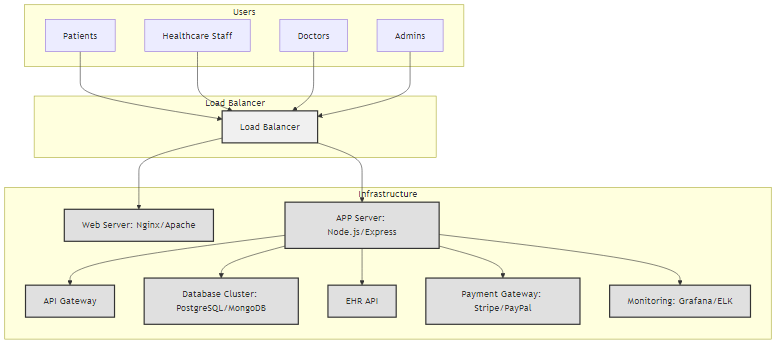 Users
Patients
Healthcare Staff
Doctors
Admins
Load Balancer
Load Balancer
Infrastructure
Web Server: Nginx/Apache
APP Server:
Node.js/Express
API Gateway
Database Cluster:
PostgreSQL/MongoDB
EHR API
Payment Gateway:
Stripe/PayPal
Monitoring: Grafana/ELK